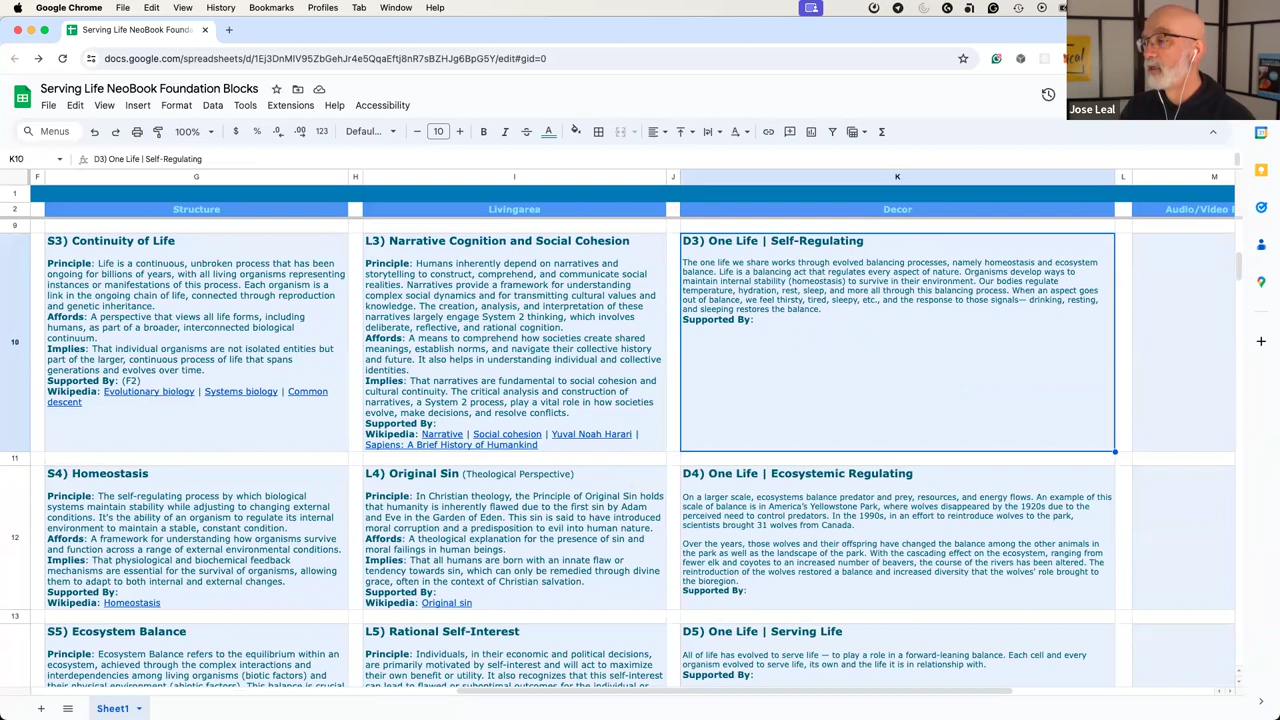 Google Chrome File Edit View History Bookmarks Profiles Tab Window Help
Serving Life NeoBook Founda
docs.google.com/spreadsheets/d/1Ej3DnMIV95ZbGehJr4e5QqaEftj8nR7sBZHJg6BpG5Y/edit#gid=0
Serving Life NeoBook Foundation Blocks
File Edit View Insert Format Data Tools Extensions Help Accessibility
Jose Leal
Menus 100% $ % .0 .00 123 Defaul... 10 B I A
K10 fx D3) One Life | Self-Regulating
F G H I J K L M
1
2 Structure Livingarea Decor Audio/Video
9
10
S3) Continuity of Life
Principle: Life is a continuous, unbroken process that has been
ongoing for billions of years, with all living organisms representing
instances or manifestations of this process. Each organism is a
link in the ongoing chain of life, connected through reproduction
and genetic inheritance.
Affords: A perspective that views all life forms, including
humans, as part of a broader, interconnected biological
continuum.
Implies: That individual organisms are not isolated entities but
part of the larger, continuous process of life that spans
generations and evolves over time.
Supported By: (F2)
Wikipedia: Evolutionary biology | Systems biology | Common
descent
L3) Narrative Cognition and Social Cohesion
Principle: Humans inherently depend on narratives and
storytelling to construct, comprehend, and communicate social
realities. Narratives provide a framework for understanding
complex social dynamics and for transmitting cultural values and
knowledge. The creation, analysis, and interpretation of these
narratives largely engage System 2 thinking, which involves
deliberate, reflective, and rational cognition.
Affords: A means to comprehend how societies create shared
meanings, establish norms, and navigate their collective history
and future. It also helps in understanding individual and collective
identities.
Implies: That narratives are fundamental to social cohesion and
cultural continuity. The critical analysis and construction of
narratives, a System 2 process, play a vital role in how societies
evolve, make decisions, and resolve conflicts.
Supported By:
Wikipedia: Narrative | Social cohesion | Yuval Noah Harari |
Sapiens: A Brief History of Humankind
D3) One Life | Self-Regulating
The one life we share works through evolved balancing processes, namely homeostasis and ecosystem
balance. Life is a balancing act that regulates every aspect of nature. Organisms develop ways to
maintain internal stability (homeostasis) to survive in their environment. Our bodies regulate
temperature, hydration, rest, sleep, and more all through this balancing process. When an aspect goes
out of balance, we feel thirsty, tired, sleepy, etc., and the response to those signals— drinking, resting,
and sleeping restores the balance.
Supported By:
11
12
S4) Homeostasis
Principle: The self-regulating process by which biological
systems maintain stability while adjusting to changing external
conditions. It's the ability of an organism to regulate its internal
environment to maintain a stable, constant condition.
Affords: A framework for understanding how organisms survive
and function across a range of external environmental conditions.
Implies: That physiological and biochemical feedback
mechanisms are essential for the survival of organisms, allowing
them to adapt to both internal and external changes.
Supported By:
Wikipedia: Homeostasis
L4) Original Sin (Theological Perspective)
Principle: In Christian theology, the Principle of Original Sin holds
that humanity is inherently flawed due to the first sin by Adam
and Eve in the Garden of Eden. This sin is said to have introduced
moral corruption and a predisposition to evil into human nature.
Affords: A theological explanation for the presence of sin and
moral failings in human beings.
Implies: That all humans are born with an innate flaw or
tendency towards sin, which can only be remedied through divine
grace, often in the context of Christian salvation.
Supported By:
Wikipedia: Original sin
D4) One Life | Ecosystemic Regulating
On a larger scale, ecosystems balance predator and prey, resources, and energy flows. An example of this
scale of balance is in America's Yellowstone Park, where wolves disappeared by the 1920s due to the
perceived need to control predators. In the 1990s, in an effort to reintroduce wolves to the park,
scientists brought 31 wolves from Canada.
Over the years, those wolves and their offspring have changed the balance among the other animals in
the park as well as the landscape of the park. With the cascading effect on the ecosystem, ranging from
fewer elk and coyotes to an increased number of beavers, the course of the rivers has been altered. The
reintroduction of the wolves restored a balance and increased diversity that the wolves' role brought to
the bioregion.
Supported By:
13
S5) Ecosystem Balance
Principle: Ecosystem Balance refers to the equilibrium within an
ecosystem, achieved through the complex interactions and
interdependencies among living organisms (biotic factors) and
their physical environment (abiotic factors). This balance is crucial
L5) Rational Self-Interest
Principle: Individuals, in their economic and political decisions,
are primarily motivated by self-interest and will act to maximize
their own benefit or utility. It also recognizes that this self-interest
can lead to flawed or suboptimal outcomes for the individual or
D5) One Life | Serving Life
All of life has evolved to serve life — to play a role in a forward-leaning balance. Each cell and every
organism evolved to serve life, its own and the life it is in relationship with.
Supported By:
Sheet1